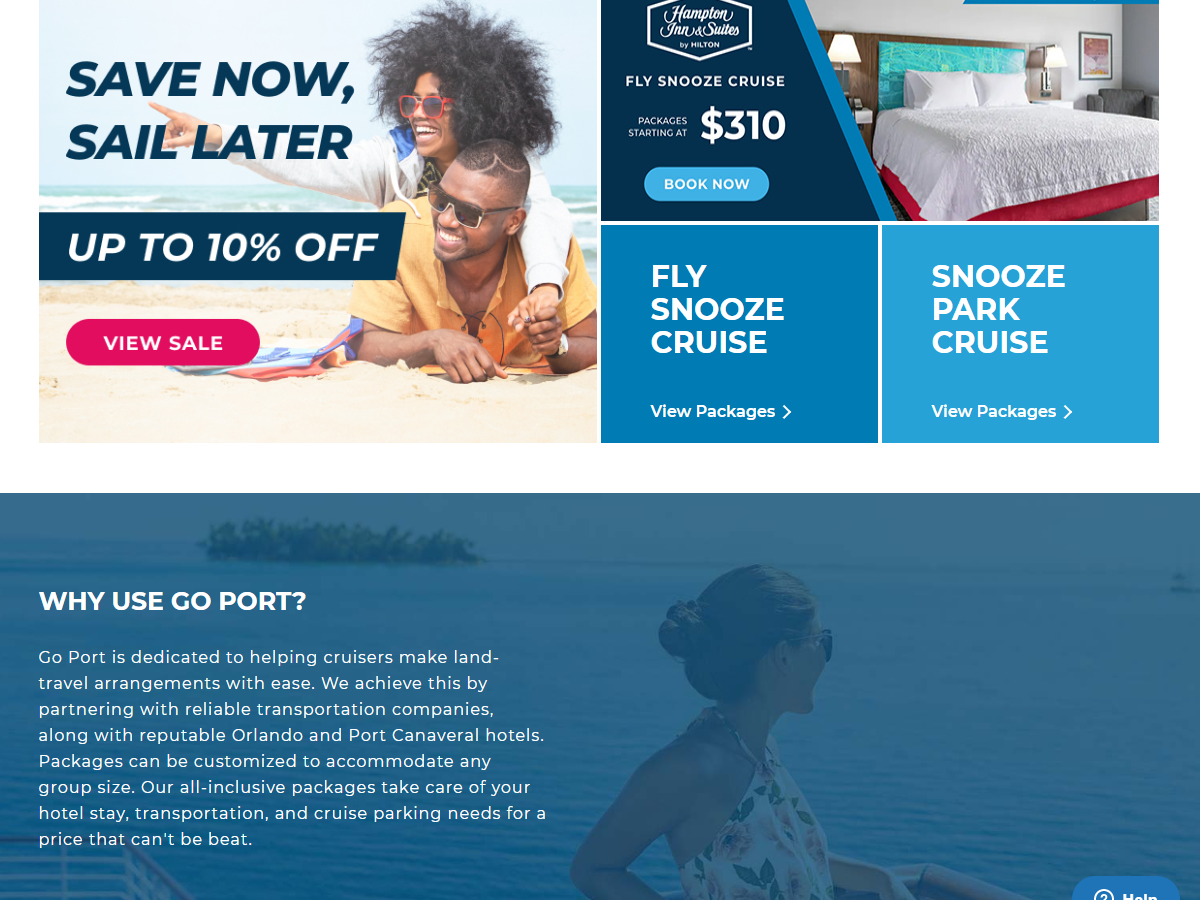 SAVE NOW,
SAIL LATER
UP TO 10% OFF
VIEW SALE
Hampton
Inn & Suites
by HILTON
™
FLY SNOOZE CRUISE
PACKAGES
STARTING AT
$310
BOOK NOW
FLY
SNOOZE
CRUISE
View Packages
SNOOZE
PARK
CRUISE
View Packages
WHY USE GO PORT?
Go Port is dedicated to helping cruisers make land-
travel arrangements with ease. We achieve this by
partnering with reliable transportation companies,
along with reputable Orlando and Port Canaveral hotels.
Packages can be customized to accommodate any
group size. Our all-inclusive packages take care of your
hotel stay, transportation, and cruise parking needs for a
price that can't be beat.
? Help